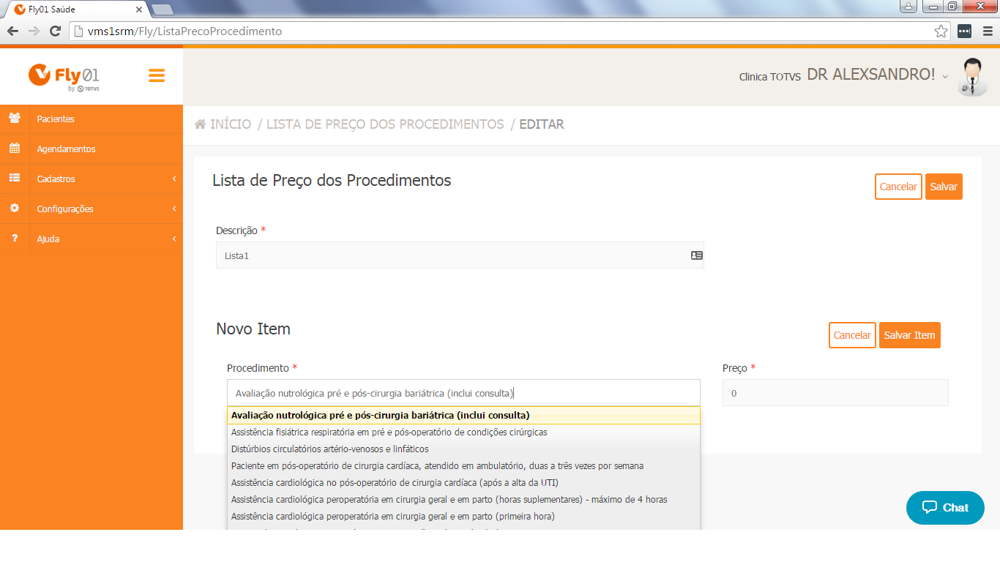 Fly01 Saúde
vms1srm/Fly/ListaPrecoProcedimento
Fly01
by TOTVS
Clinica TOTVS DR ALEXSANDRO!
Pacientes
Agendamentos
Cadastros
Configurações
Ajuda
INÍCIO / LISTA DE PREÇO DOS PROCEDIMENTOS / EDITAR
Lista de Preço dos Procedimentos
Cancelar Salvar
Descrição *
Lista1
Novo Item
Cancelar Salvar Item
Procedimento *
Preço *
Avaliação nutrológica pré e pós-cirurgia bariátrica (inclui consulta)
0
Avaliação nutrológica pré e pós-cirurgia bariátrica (inclui consulta)
Assistência fisiátrica respiratória em pré e pós-operatório de condições cirúrgicas
Distúrbios circulatórios artério-venosos e linfáticos
Paciente em pós-operatório de cirurgia cardíaca, atendido em ambulatório, duas a três vezes por semana
Assistência cardiológica no pós-operatório de cirurgia cardíaca (após a alta da UTI)
Assistência cardiológica peroperatória em cirurgia geral e em parto (horas suplementares) - máximo de 4 horas
Assistência cardiológica peroperatória em cirurgia geral e em parto (primeira hora)
Chat